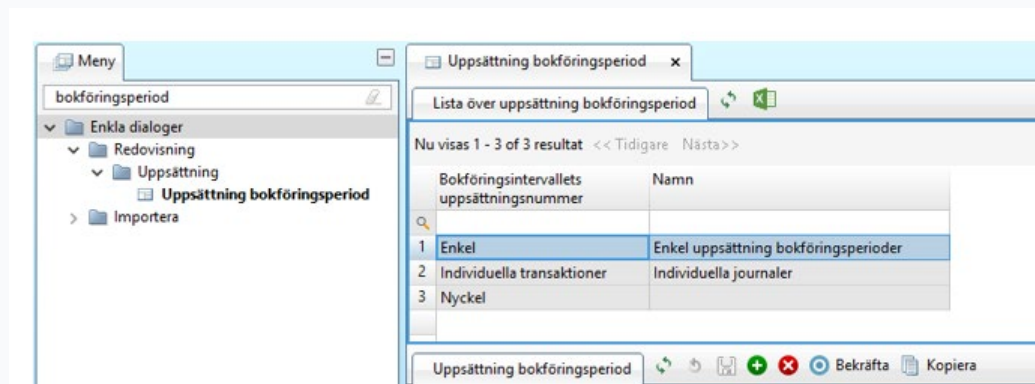 Meny
bokföringsperiod
Enkla dialoger
Redovisning
Uppsättning
Uppsättning bokföringsperiod
Importera
Uppsättning bokföringsperiod x
Lista över uppsättning bokföringsperiod
Nu visas 1 - 3 of 3 resultat << Tidigare Nästa>>
Bokföringsintervallets Namn
uppsättningsnummer
1 Enkel Enkel uppsättning bokföringsperioder
2 Individuella transaktioner Individuella journaler
3 Nyckel
Uppsättning bokföringsperiod Bekräfta Kopiera